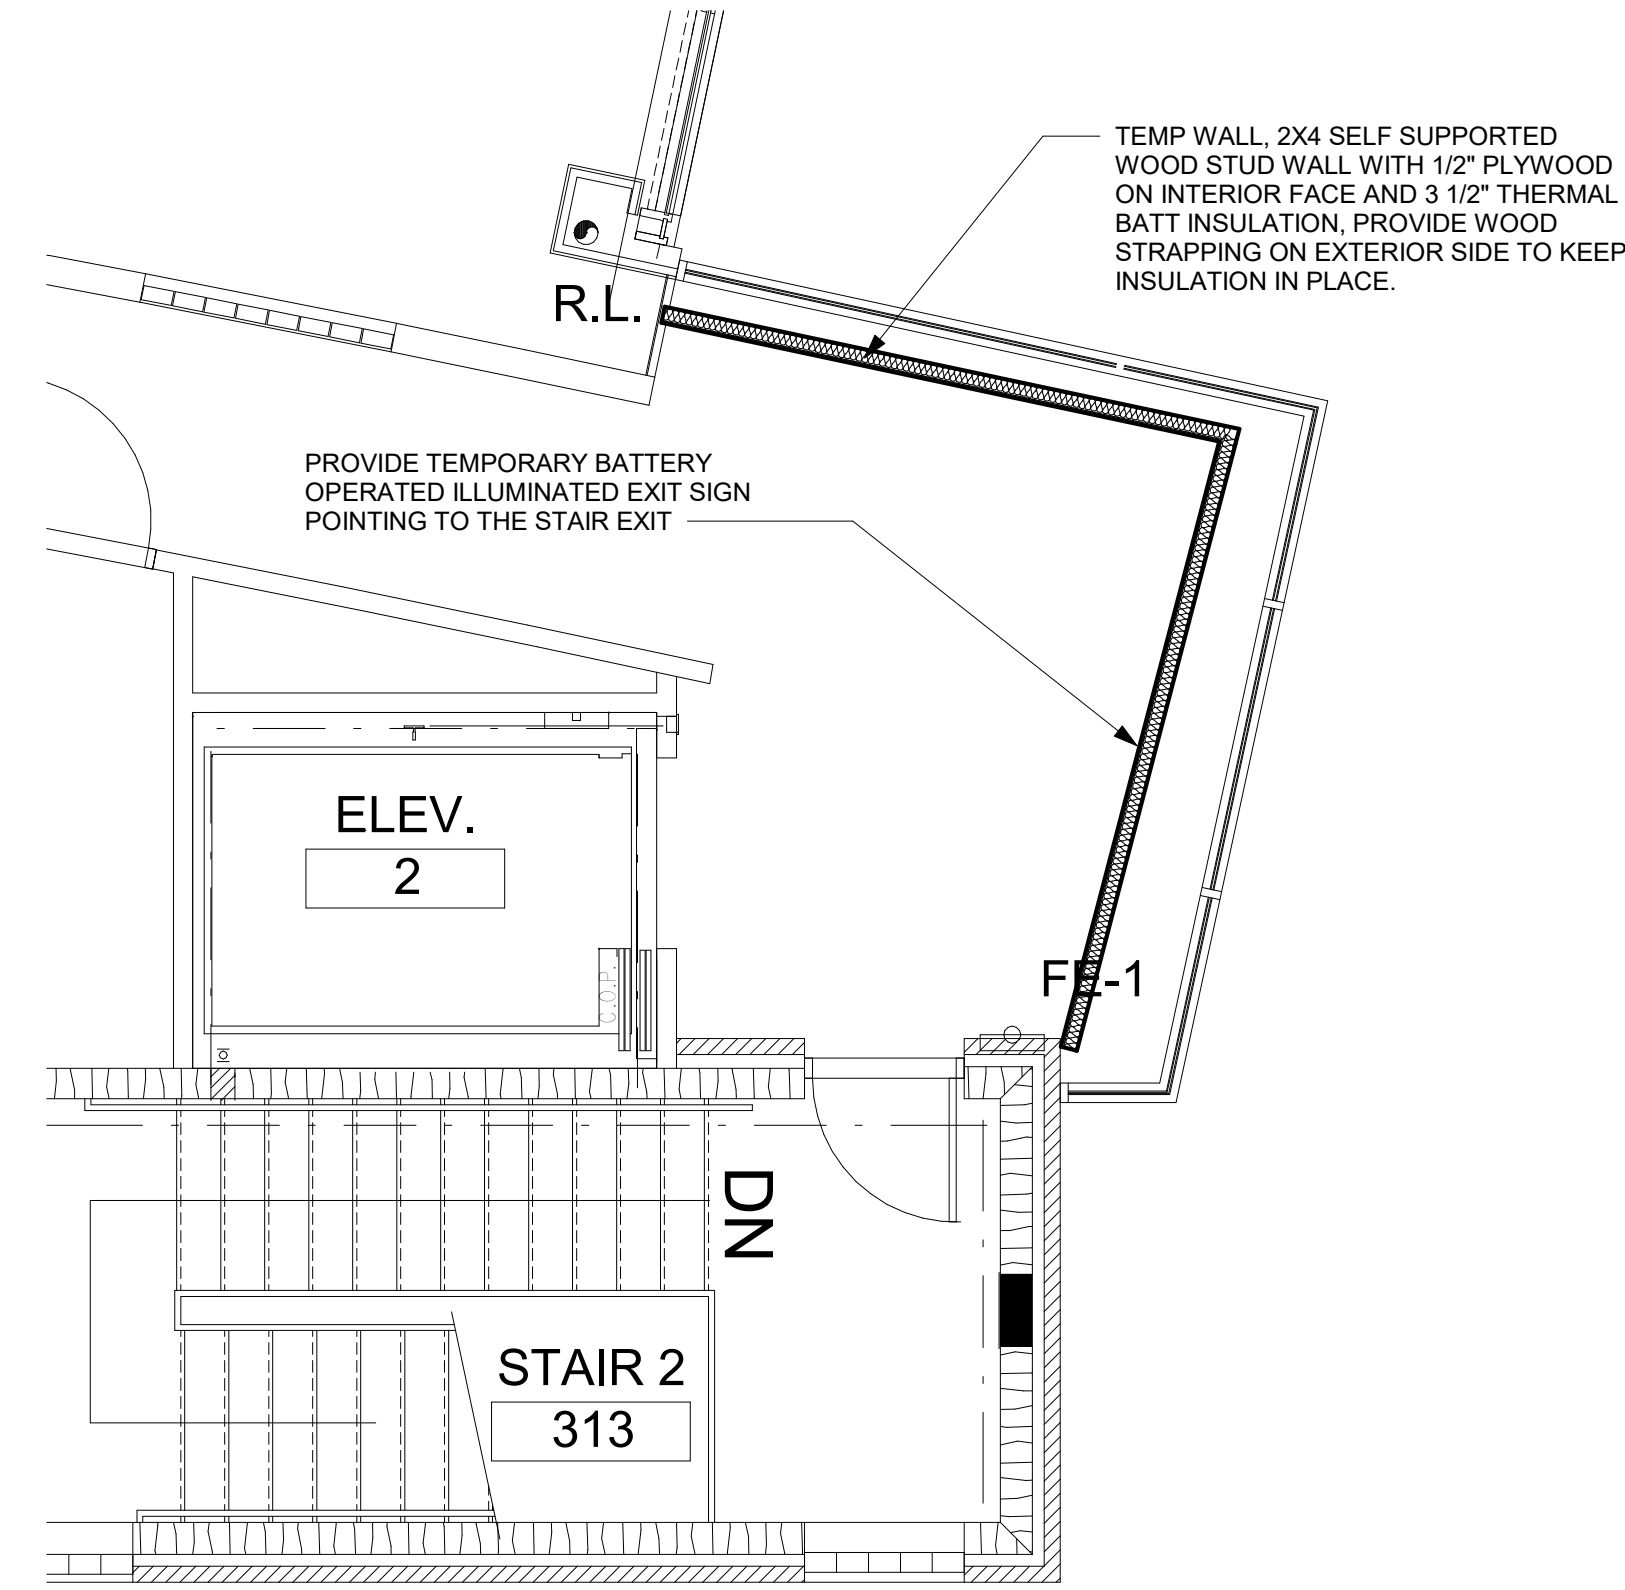 TEMP WALL, 2X4 SELF SUPPORTED
WOOD STUD WALL WITH 1/2" PLYWOOD
ON INTERIOR FACE AND 3 1/2" THERMAL
BATT INSULATION, PROVIDE WOOD
STRAPPING ON EXTERIOR SIDE TO KEEP
INSULATION IN PLACE.
R.L.
PROVIDE TEMPORARY BATTERY
OPERATED ILLUMINATED EXIT SIGN
POINTING TO THE STAIR EXIT
ELEV.
2
C.O.P.
FE-1
DN
STAIR 2
313